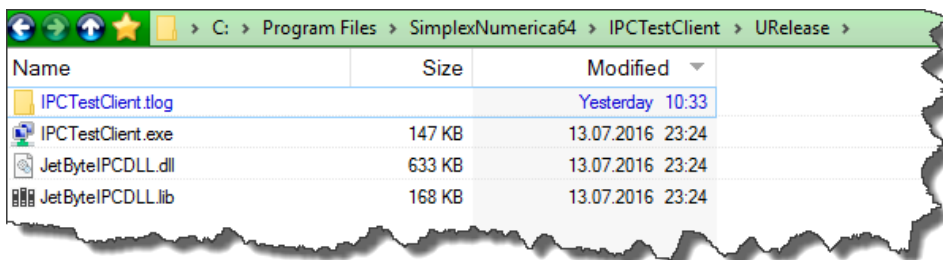 C: Program Files SimplexNumerica64 IPCTestClient URelease
Name Size Modified
IPCTestClient.tlog Yesterday 10:33
IPCTestClient.exe 147 KB 13.07.2016 23:24
JetByteIPCDLL.dll 633 KB 13.07.2016 23:24
JetByteIPCDLL.lib 168 KB 13.07.2016 23:24